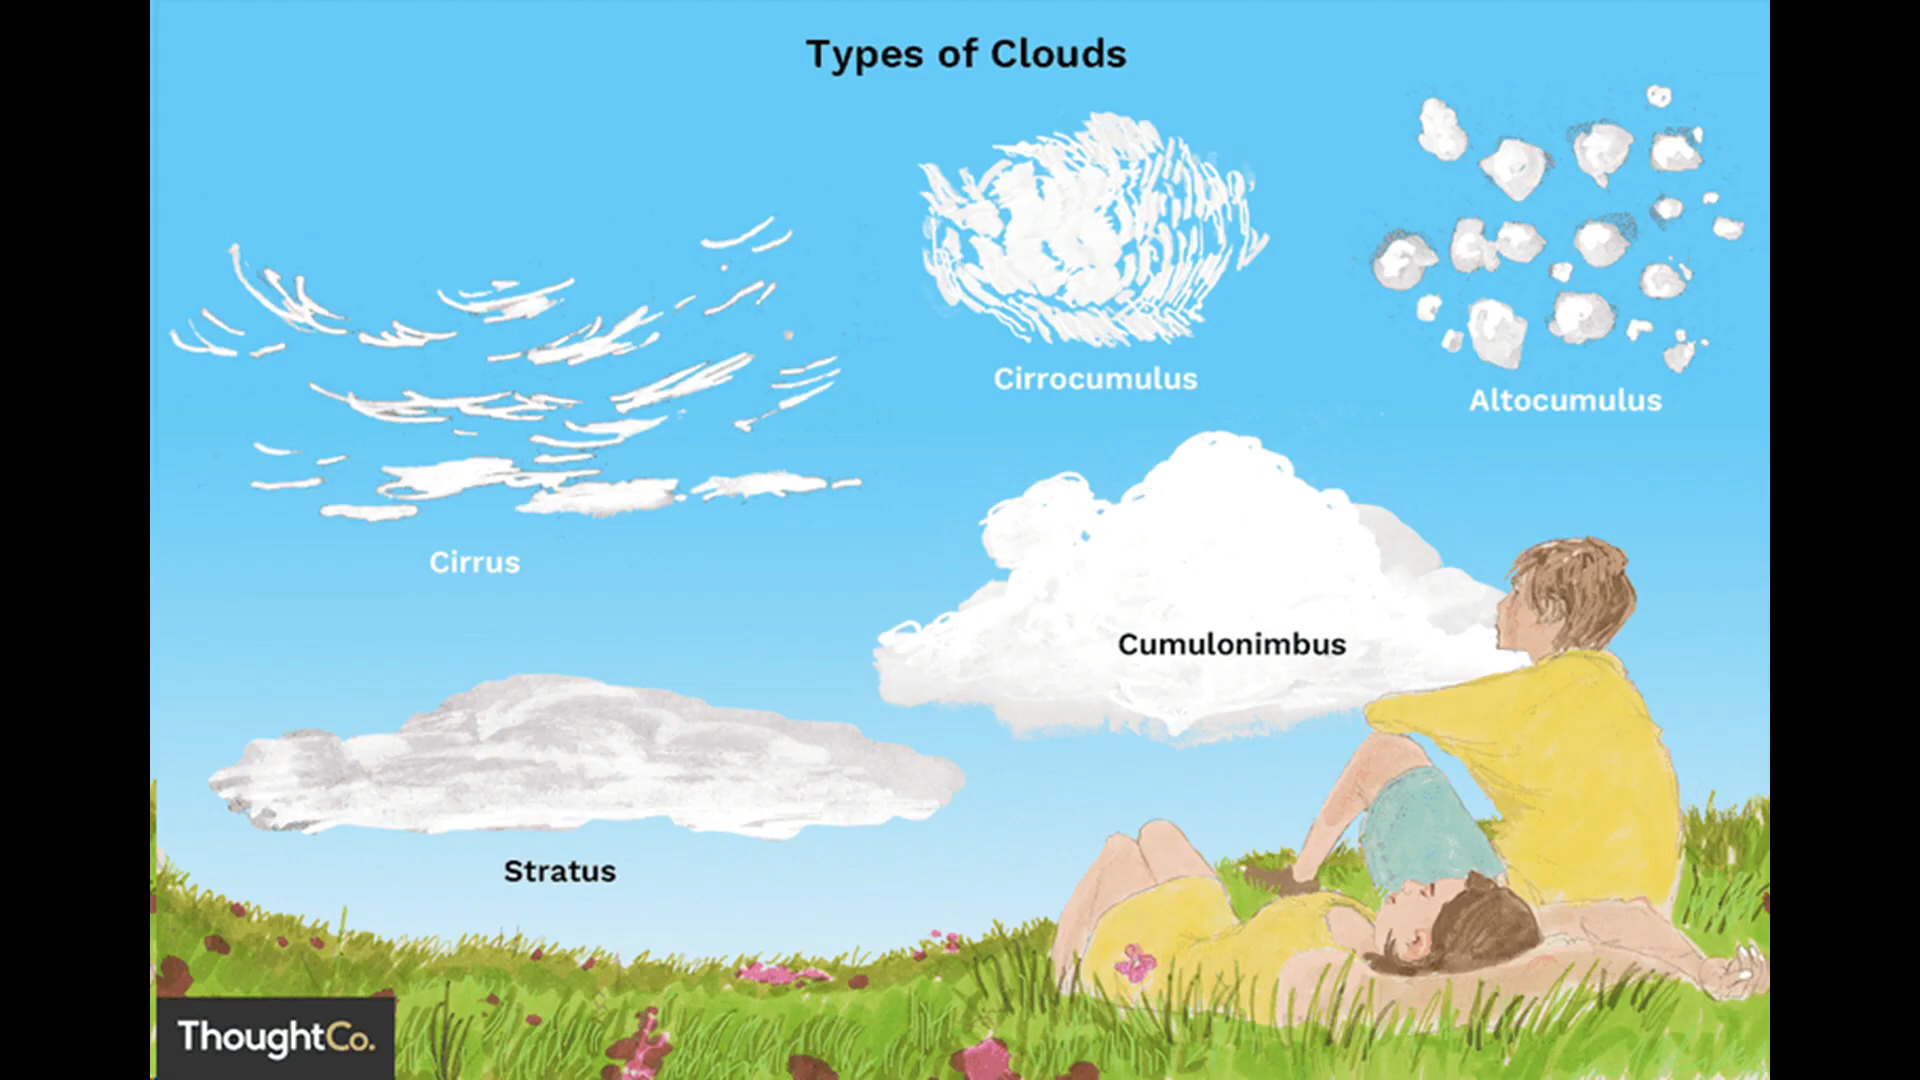 Types of Clouds
Cirrocumulus
Altocumulus
Cirrus
Cumulonimbus
Stratus
ThoughtCo.